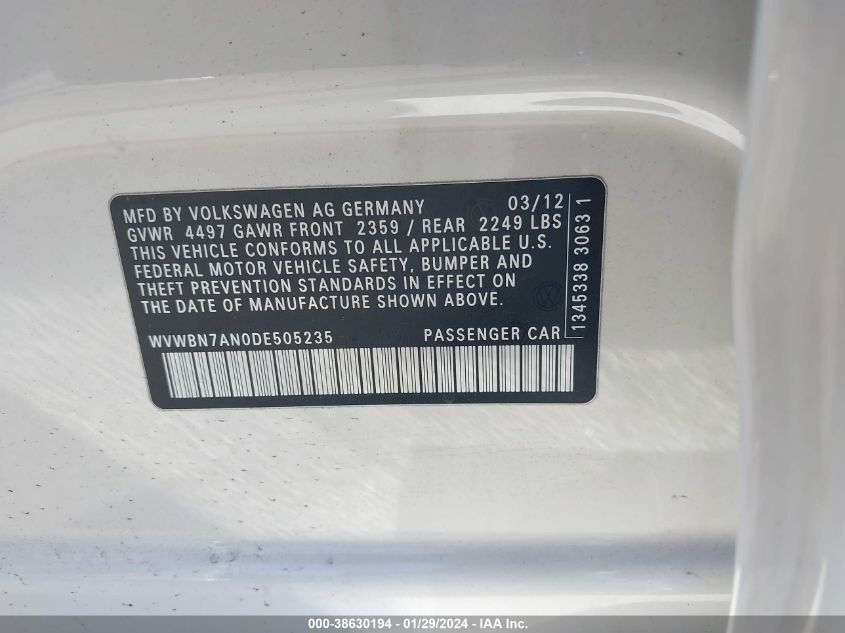 MFD BY VOLKSWAGEN AG GERMANY 03/12
GVWR 4497 GAWR FRONT 2359 / REAR 2249 LBS
THIS VEHICLE CONFORMS TO ALL APPLICABLE U.S.
FEDERAL MOTOR VEHICLE SAFETY, BUMPER AND
THEFT PREVENTION STANDARDS IN EFFECT ON
THE DATE OF MANUFACTURE SHOWN ABOVE.
WVWBN7AN0DE505235 PASSENGER CAR
1345338 3063 1
000-38630194 - 01/29/2024 - IAA Inc.